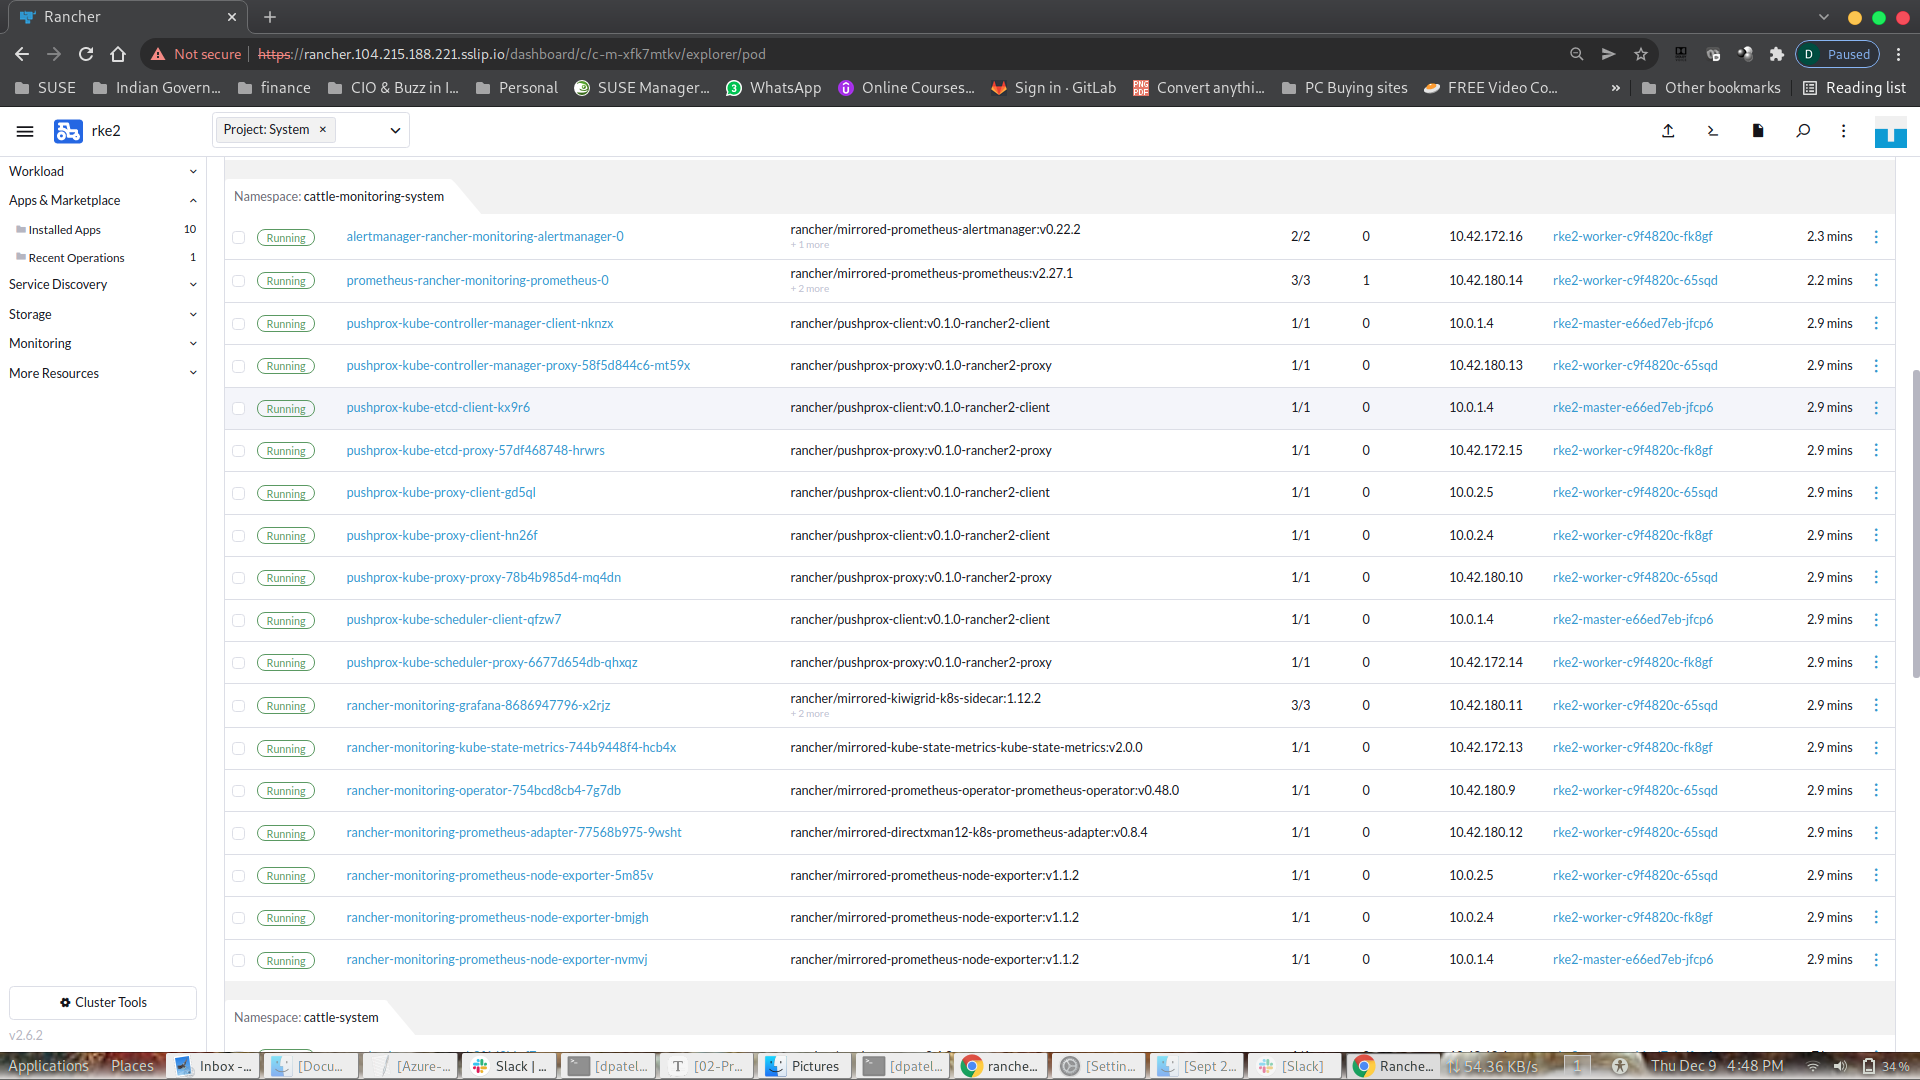 Rancher
Not secure https://rancher.104.215.188.221.sslip.io/dashboard/c/c-m-xfk7mtkv/explorer/pod
D Paused
SUSE Indian Govern... finance CIO & Buzz in I... Personal SUSE Manager... 3 WhatsApp Online Courses... Sign in · GitLab Convert anythi... PC Buying sites FREE Video Co... » Other bookmarks Reading list
rke2 Project: System ×
Workload
Apps & Marketplace
Installed Apps 10
Recent Operations 1
Service Discovery
Storage
Monitoring
More Resources
Namespace: cattle-monitoring-system
Running alertmanager-rancher-monitoring-alertmanager-0 rancher/mirrored-prometheus-alertmanager:v0.22.2 2/2 0 10.42.172.16 rke2-worker-c9f4820c-fk8gf 2.3 mins
+ 1 more
Running prometheus-rancher-monitoring-prometheus-0 rancher/mirrored-prometheus-prometheus:v2.27.1 3/3 1 10.42.180.14 rke2-worker-c9f4820c-65sqd 2.2 mins
+ 2 more
Running pushprox-kube-controller-manager-client-nknzx rancher/pushprox-client:v0.1.0-rancher2-client 1/1 0 10.0.1.4 rke2-master-e66ed7eb-jfcp6 2.9 mins
Running pushprox-kube-controller-manager-proxy-58f5d844c6-mt59x rancher/pushprox-proxy:v0.1.0-rancher2-proxy 1/1 0 10.42.180.13 rke2-worker-c9f4820c-65sqd 2.9 mins
Running pushprox-kube-etcd-client-kx9r6 rancher/pushprox-client:v0.1.0-rancher2-client 1/1 0 10.0.1.4 rke2-master-e66ed7eb-jfcp6 2.9 mins
Running pushprox-kube-etcd-proxy-57df468748-hrwrs rancher/pushprox-proxy:v0.1.0-rancher2-proxy 1/1 0 10.42.172.15 rke2-worker-c9f4820c-fk8gf 2.9 mins
Running pushprox-kube-proxy-client-gd5ql rancher/pushprox-client:v0.1.0-rancher2-client 1/1 0 10.0.2.5 rke2-worker-c9f4820c-65sqd 2.9 mins
Running pushprox-kube-proxy-client-hn26f rancher/pushprox-client:v0.1.0-rancher2-client 1/1 0 10.0.2.4 rke2-worker-c9f4820c-fk8gf 2.9 mins
Running pushprox-kube-proxy-proxy-78b4b985d4-mq4dn rancher/pushprox-proxy:v0.1.0-rancher2-proxy 1/1 0 10.42.180.10 rke2-worker-c9f4820c-65sqd 2.9 mins
Running pushprox-kube-scheduler-client-qfzw7 rancher/pushprox-client:v0.1.0-rancher2-client 1/1 0 10.0.1.4 rke2-master-e66ed7eb-jfcp6 2.9 mins
Running pushprox-kube-scheduler-proxy-6677d654db-qhxqz rancher/pushprox-proxy:v0.1.0-rancher2-proxy 1/1 0 10.42.172.14 rke2-worker-c9f4820c-fk8gf 2.9 mins
Running rancher-monitoring-grafana-8686947796-x2rjz rancher/mirrored-kiwigrid-k8s-sidecar:1.12.2 3/3 0 10.42.180.11 rke2-worker-c9f4820c-65sqd 2.9 mins
+ 2 more
Running rancher-monitoring-kube-state-metrics-744b9448f4-hcb4x rancher/mirrored-kube-state-metrics-kube-state-metrics:v2.0.0 1/1 0 10.42.172.13 rke2-worker-c9f4820c-fk8gf 2.9 mins
Running rancher-monitoring-operator-754bcd8cb4-7g7db rancher/mirrored-prometheus-operator-prometheus-operator:v0.48.0 1/1 0 10.42.180.9 rke2-worker-c9f4820c-65sqd 2.9 mins
Running rancher-monitoring-prometheus-adapter-77568b975-9wsht rancher/mirrored-directxman12-k8s-prometheus-adapter:v0.8.4 1/1 0 10.42.180.12 rke2-worker-c9f4820c-65sqd 2.9 mins
Running rancher-monitoring-prometheus-node-exporter-5m85v rancher/mirrored-prometheus-node-exporter:v1.1.2 1/1 0 10.0.2.5 rke2-worker-c9f4820c-65sqd 2.9 mins
Running rancher-monitoring-prometheus-node-exporter-bmjgh rancher/mirrored-prometheus-node-exporter:v1.1.2 1/1 0 10.0.2.4 rke2-worker-c9f4820c-fk8gf 2.9 mins
Running rancher-monitoring-prometheus-node-exporter-nvmvj rancher/mirrored-prometheus-node-exporter:v1.1.2 1/1 0 10.0.1.4 rke2-master-e66ed7eb-jfcp6 2.9 mins
Cluster Tools
Namespace: cattle-system
v2.6.2
Applications Places Inbox -... [Docu... [Azure-... Slack |... [dpatel... [02-Pr... Pictures [dpatel... ranche... [Settin... [Sept 2... [Slack] Ranche... 54.36 KB/s 1 Thu Dec 9 4:48 PM 34 %